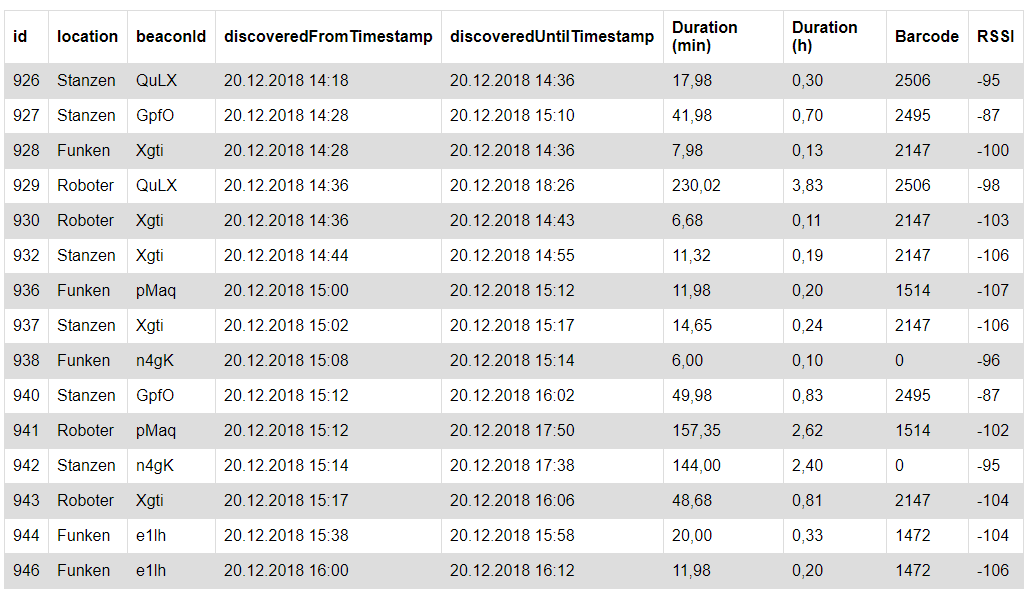 id location beaconId discoveredFromTimestamp discoveredUntilTimestamp Duration (min) Duration (h) Barcode RSSI
926 Stanzen QuLX 20.12.2018 14:18 20.12.2018 14:36 17,98 0,30 2506 -95
927 Stanzen GpfO 20.12.2018 14:28 20.12.2018 15:10 41,98 0,70 2495 -87
928 Funken Xgti 20.12.2018 14:28 20.12.2018 14:36 7,98 0,13 2147 -100
929 Roboter QuLX 20.12.2018 14:36 20.12.2018 18:26 230,02 3,83 2506 -98
930 Roboter Xgti 20.12.2018 14:36 20.12.2018 14:43 6,68 0,11 2147 -103
932 Stanzen Xgti 20.12.2018 14:44 20.12.2018 14:55 11,32 0,19 2147 -106
936 Funken pMaq 20.12.2018 15:00 20.12.2018 15:12 11,98 0,20 1514 -107
937 Stanzen Xgti 20.12.2018 15:02 20.12.2018 15:17 14,65 0,24 2147 -106
938 Funken n4gK 20.12.2018 15:08 20.12.2018 15:14 6,00 0,10 0 -96
940 Stanzen GpfO 20.12.2018 15:12 20.12.2018 16:02 49,98 0,83 2495 -87
941 Roboter pMaq 20.12.2018 15:12 20.12.2018 17:50 157,35 2,62 1514 -102
942 Stanzen n4gK 20.12.2018 15:14 20.12.2018 17:38 144,00 2,40 0 -95
943 Roboter Xgti 20.12.2018 15:17 20.12.2018 16:06 48,68 0,81 2147 -104
944 Funken e1lh 20.12.2018 15:38 20.12.2018 15:58 20,00 0,33 1472 -104
946 Funken e1lh 20.12.2018 16:00 20.12.2018 16:12 11,98 0,20 1472 -106